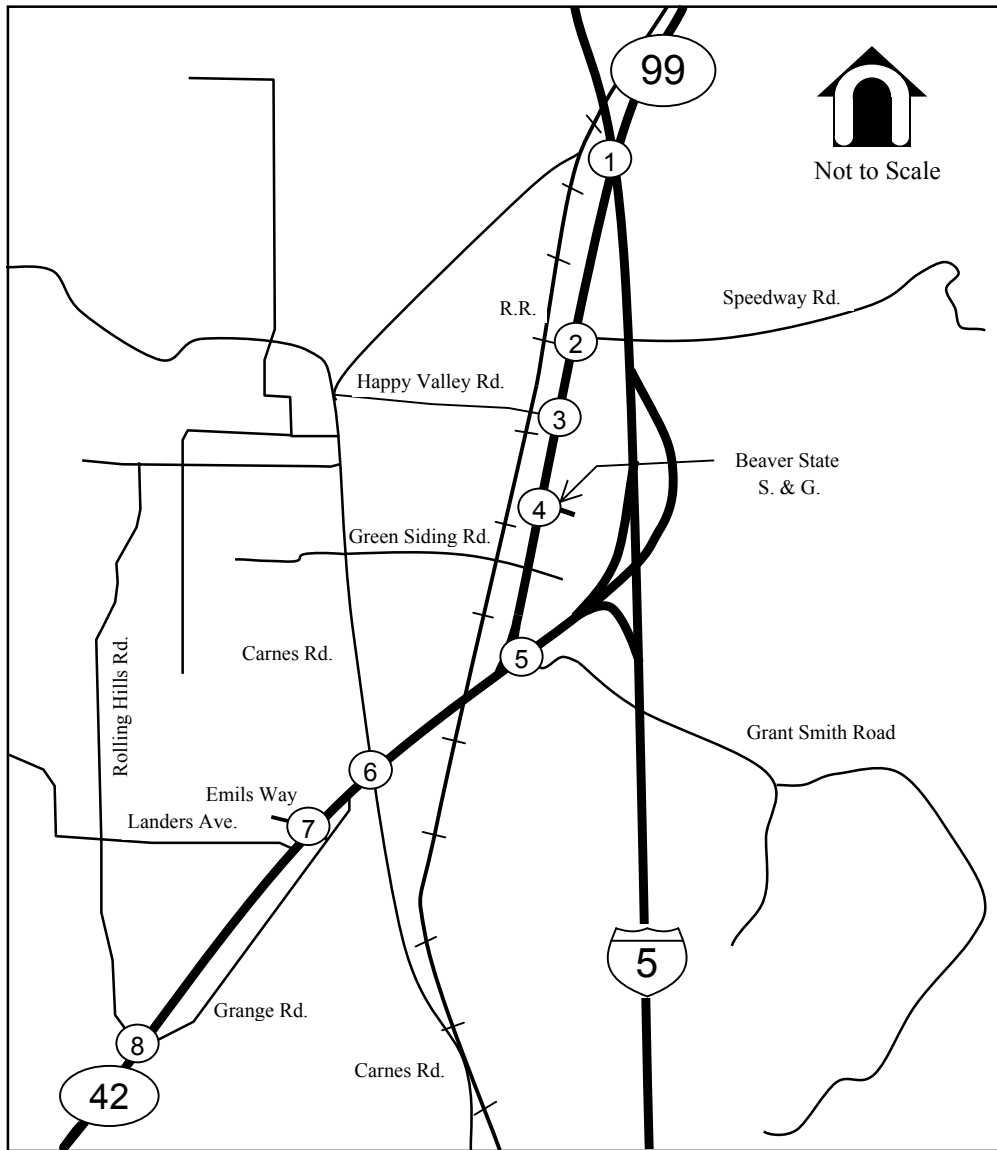 99
1
Not to Scale
Speedway Rd.
R.R.
2
Happy Valley Rd.
3
Beaver State
S. & G.
4
Green Siding Rd.
Rolling Hills Rd.
Carnes Rd.
5
Grant Smith Road
6
Emils Way
7
Landers Ave.
5
Grange Rd.
8
Carnes Rd.
42